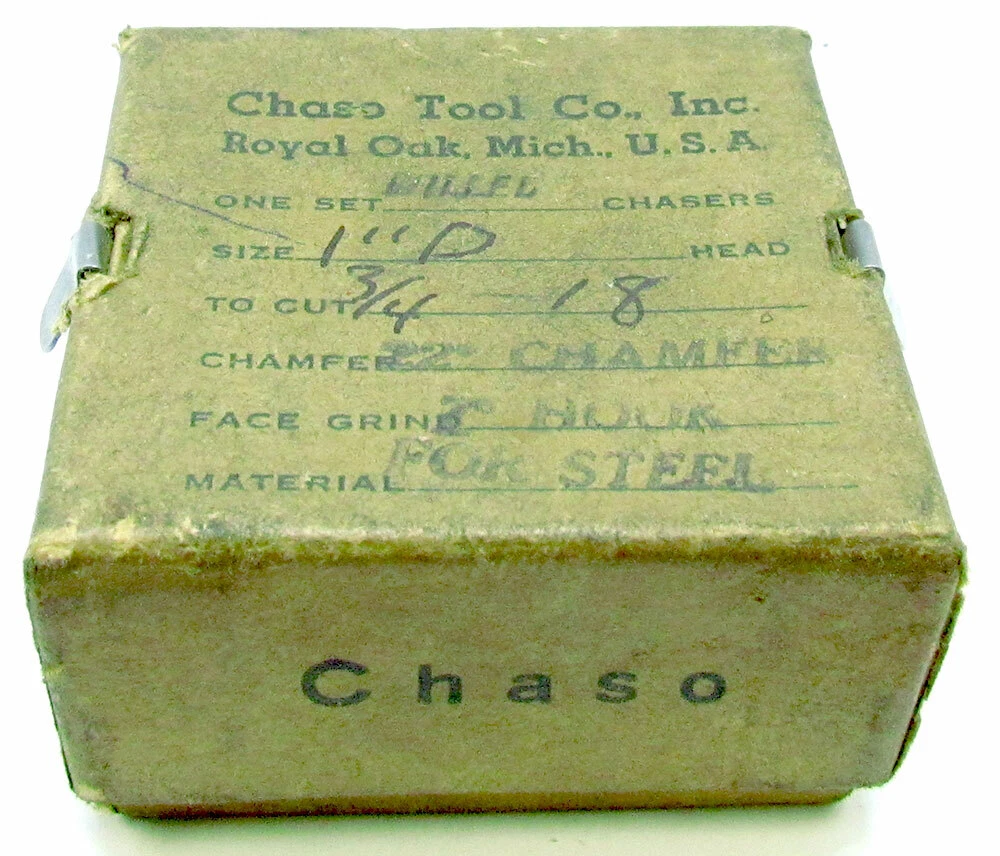 Chaso Tool Co., Inc.
Royal Oak, Mich., U.S.A.
ONE SET MILLED CHASERS
SIZE 1" D HEAD
TO CUT 3/4 - 18
CHAMFER 22° CHAMFER
FACE GRIND HOOK
MATERIAL FOR STEEL
Chaso